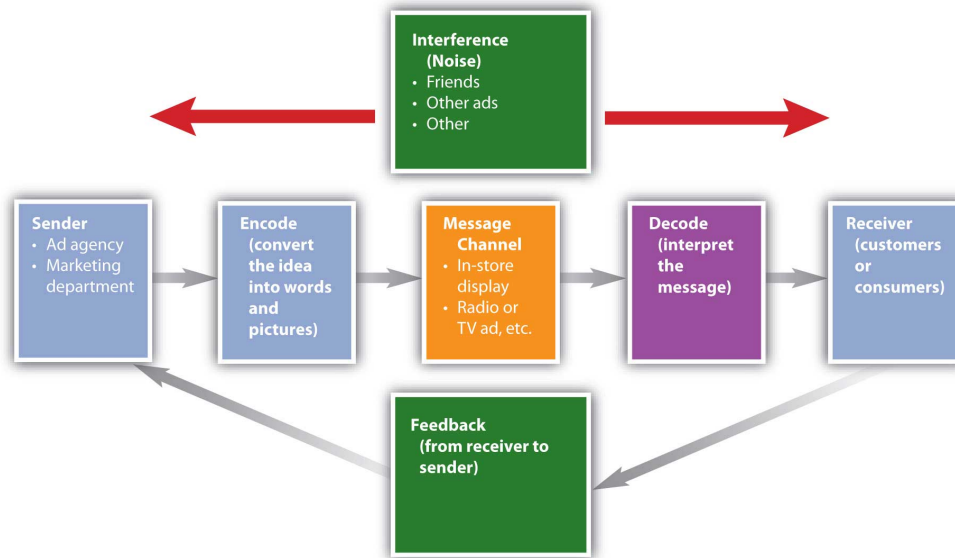 Interference
(Noise)
• Friends
• Other ads
• Other
Sender
• Ad agency
• Marketing
department
Encode
(convert
the idea
into words
and
pictures)
Message
Channel
• In-store
display
• Radio or
TV ad, etc.
Decode
(interpret
the
message)
Receiver
(customers
or
consumers)
Feedback
(from receiver to
sender)